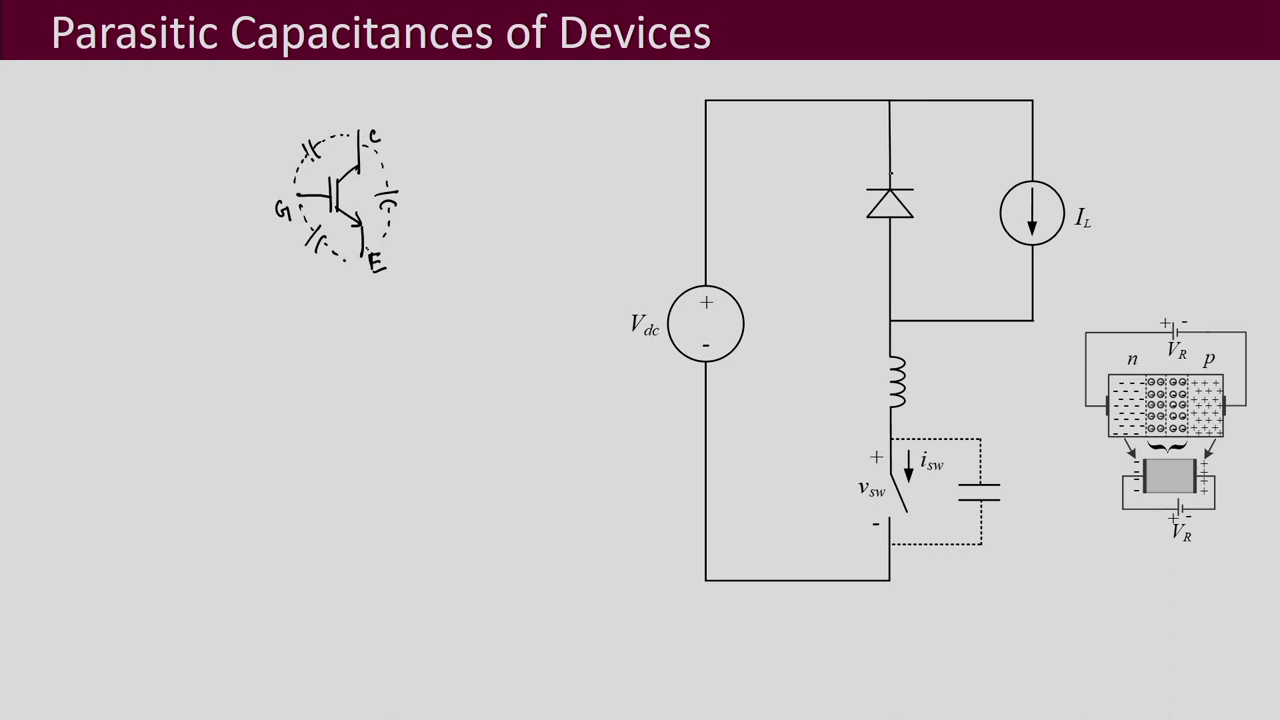 Parasitic Capacitances of Devices
C
G
E
+
V_dc
-
I_L
+
i_sw
v_sw
-
+ -
V_R
n p
+ -
V_R